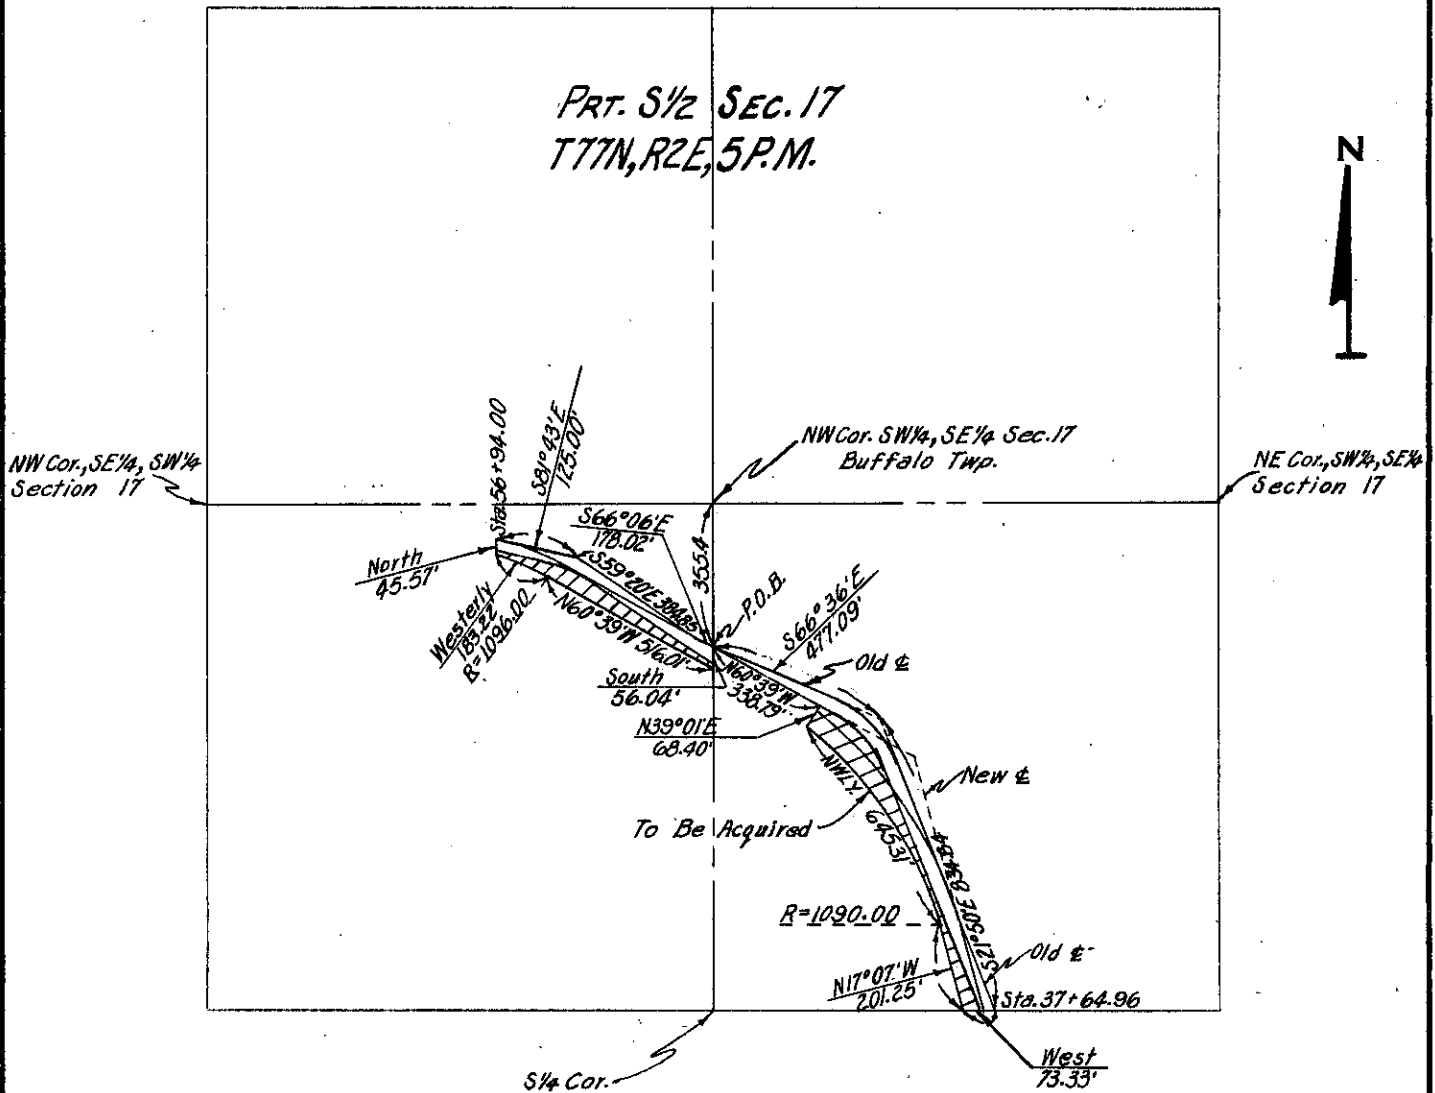 PRT. S½ SEC. 17
T77N, R2E, 5P.M.
N
NW Cor., SE¼, SW¼
Section 17
NW Cor. SW¼, SE¼ Sec. 17
Buffalo Twp.
NE Cor., SW¼, SE¼
Section 17
Sta. 56+94.00
S81°43'E
125.00'
S66°06'E
178.02'
North
45.57'
S59°20'E 384.85'
355.4
P.O.B.
S66°36'E
477.09'
Old ℄
Westerly
183.22'
R=1096.00
N60°39'W 516.01'
N60°39'W
338.79'
South
56.04'
N39°01'E
68.40'
NWLY.
645.31'
New ℄
To Be Acquired
S21°50'E 834.84
R=1090.00
Old ℄
N17°07'W
201.25'
Sta. 37+64.96
West
73.33'
S¼ Cor.